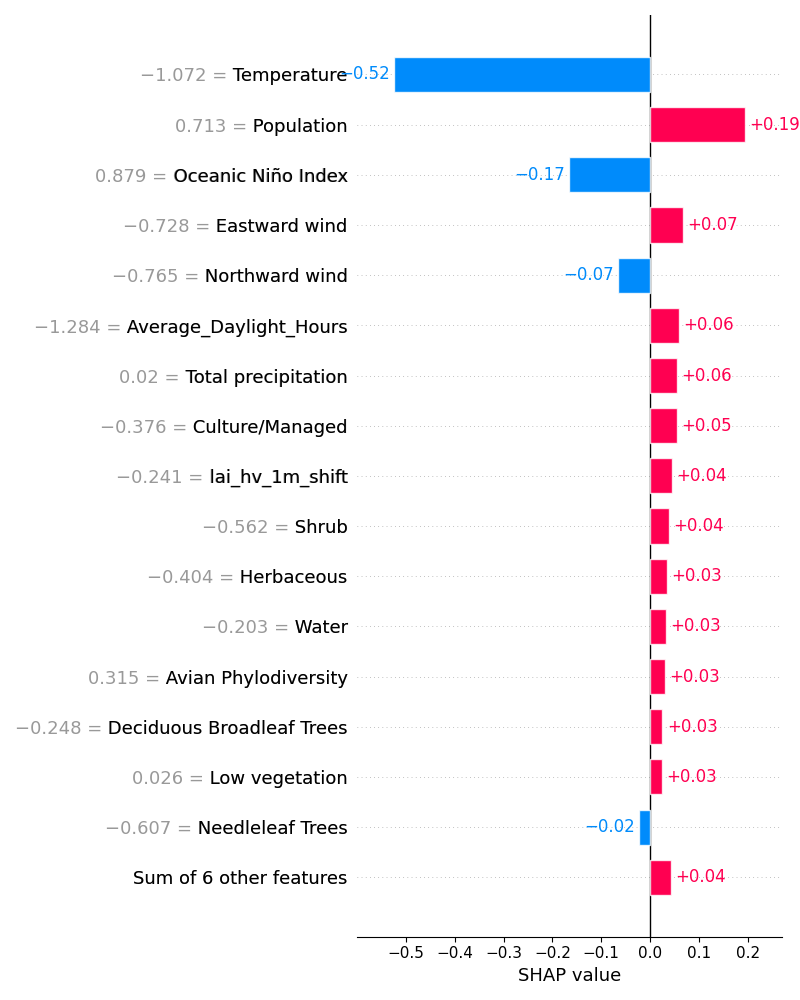 −1.072 = Temperature −0.52
0.713 = Population +0.19
0.879 = Oceanic Niño Index −0.17
−0.728 = Eastward wind +0.07
−0.765 = Northward wind −0.07
−1.284 = Average_Daylight_Hours +0.06
0.02 = Total precipitation +0.06
−0.376 = Culture/Managed +0.05
−0.241 = lai_hv_1m_shift +0.04
−0.562 = Shrub +0.04
−0.404 = Herbaceous +0.03
−0.203 = Water +0.03
0.315 = Avian Phylodiversity +0.03
−0.248 = Deciduous Broadleaf Trees +0.03
0.026 = Low vegetation +0.03
−0.607 = Needleleaf Trees −0.02
Sum of 6 other features +0.04
−0.5 −0.4 −0.3 −0.2 −0.1 0.0 0.1 0.2
SHAP value